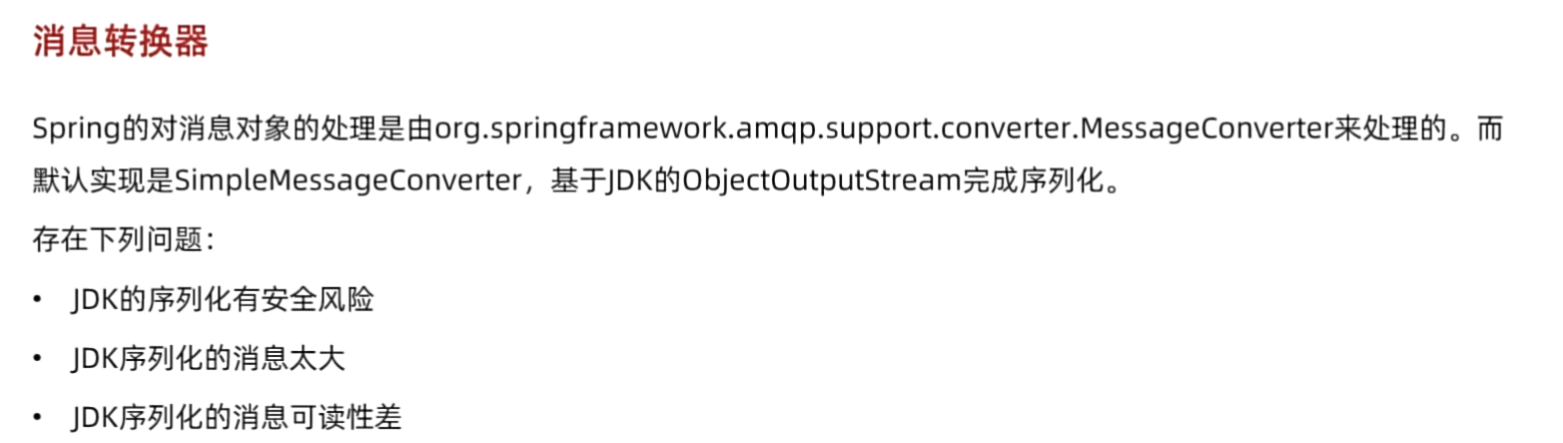 消息转换器
Spring的对消息对象的处理是由org.springframework.amqp.support.converter.MessageConverter来处理的。而
默认实现是SimpleMessageConverter，基于JDK的ObjectOutputStream完成序列化。
存在下列问题：
• JDK的序列化有安全风险
• JDK序列化的消息太大
• JDK序列化的消息可读性差